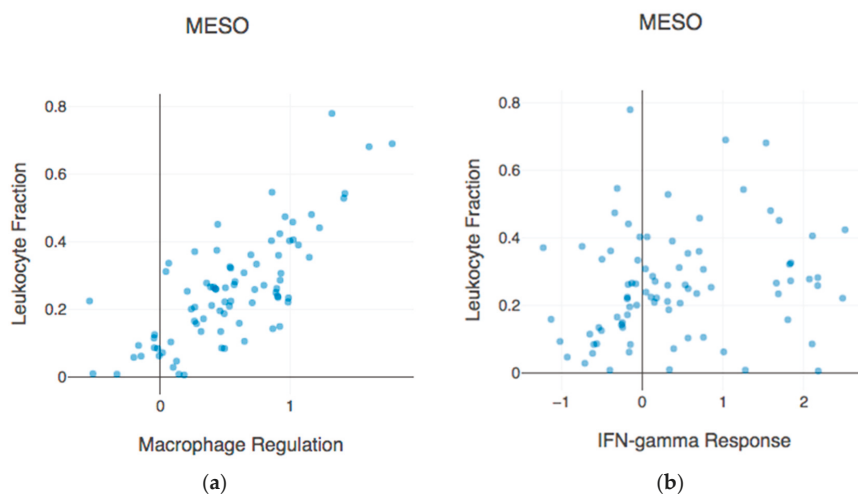 MESO
0.8
0.6
0.4
0.2
0
Leukocyte Fraction
0 1
Macrophage Regulation
(a)
MESO
0.8
0.6
0.4
0.2
0
Leukocyte Fraction
−1 0 1 2
IFN-gamma Response
(b)